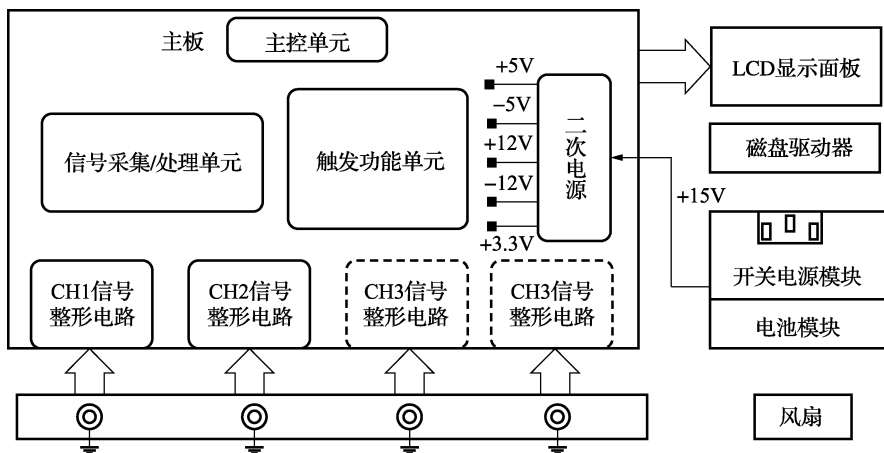 主板
主控单元
+5V
−5V
+12V
−12V
+3.3V
二次电源
信号采集/处理单元
触发功能单元
LCD显示面板
磁盘驱动器
+15V
开关电源模块
电池模块
CH1信号
整形电路
CH2信号
整形电路
CH3信号
整形电路
CH3信号
整形电路
风扇